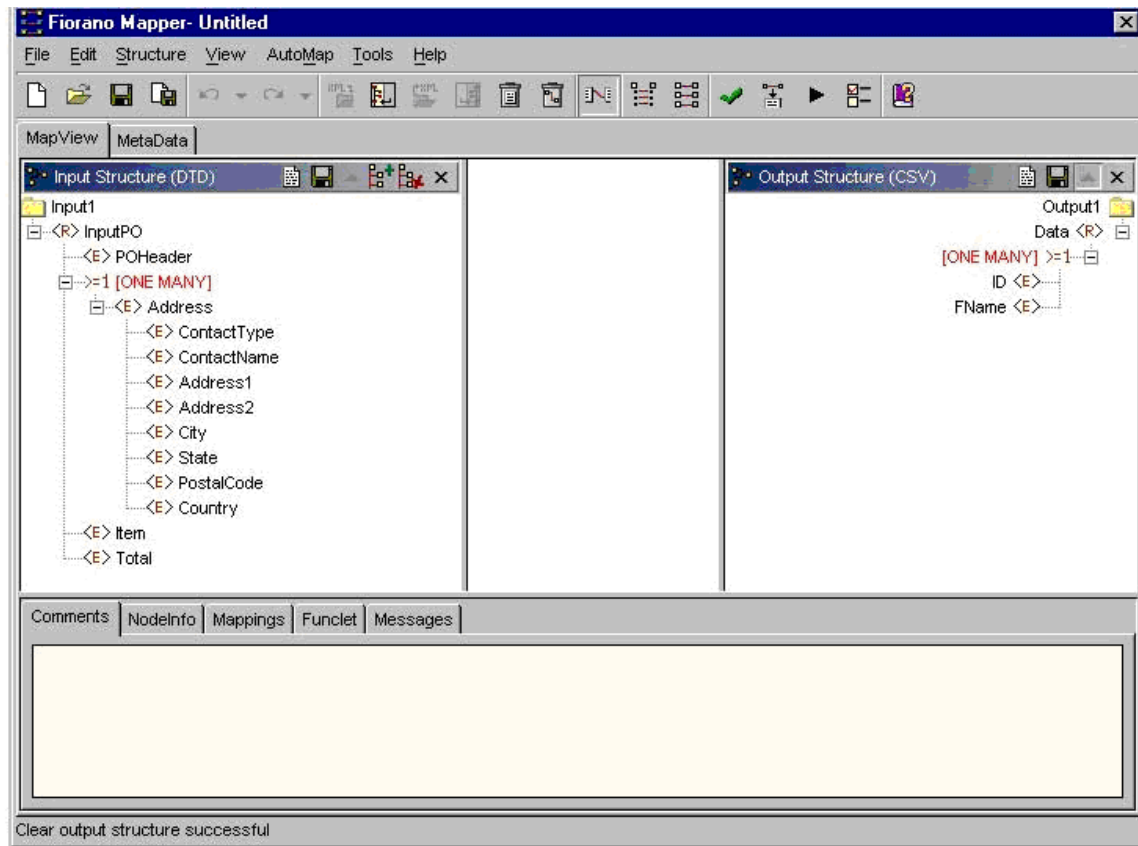 Fiorano Mapper- Untitled
File Edit Structure View AutoMap Tools Help
MapView MetaData
Input Structure (DTD)
Input1
<R> InputPO
<E> POHeader
>=1 [ONE MANY]
<E> Address
<E> ContactType
<E> ContactName
<E> Address1
<E> Address2
<E> City
<E> State
<E> PostalCode
<E> Country
<E> Item
<E> Total
Output Structure (CSV)
Output1
Data <R>
[ONE MANY] >=1
ID <E>
FName <E>
Comments NodeInfo Mappings Funclet Messages
Clear output structure successful